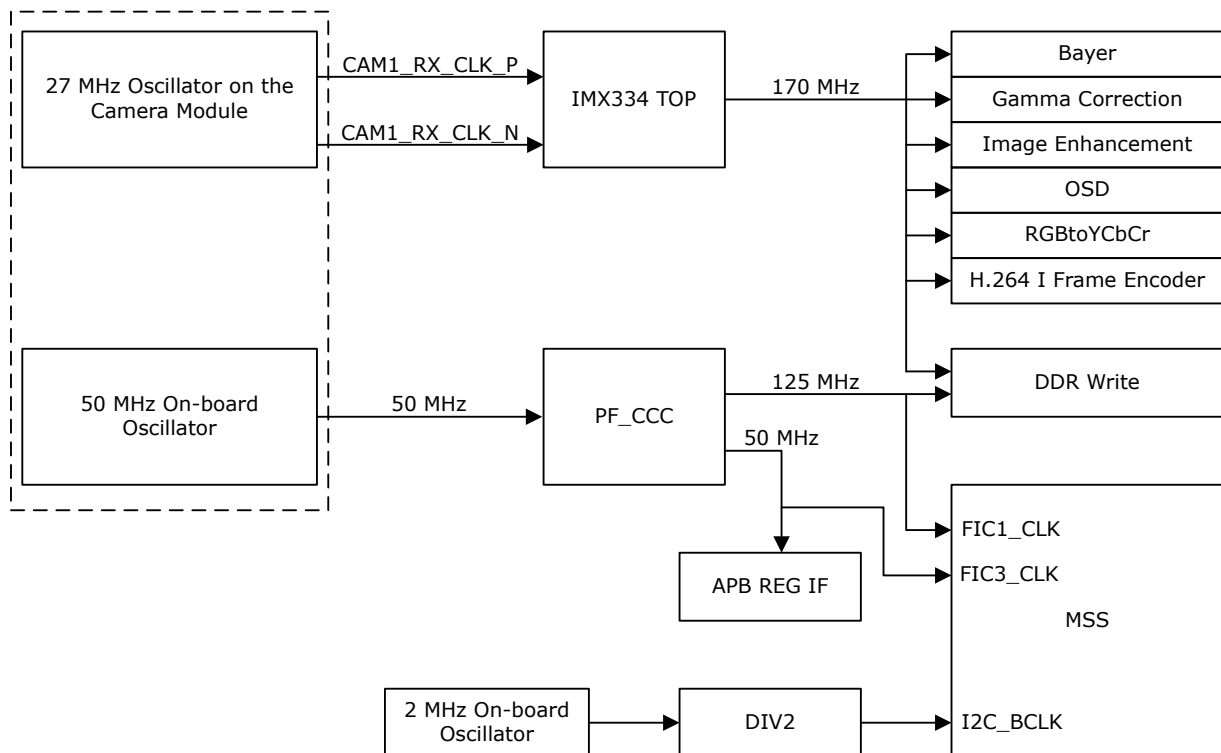 27 MHz Oscillator on the
Camera Module
CAM1_RX_CLK_P
CAM1_RX_CLK_N
IMX334 TOP
170 MHz
Bayer
Gamma Correction
Image Enhancement
OSD
RGBtoYCbCr
H.264 I Frame Encoder
50 MHz On-board
Oscillator
50 MHz
PF_CCC
125 MHz
50 MHz
DDR Write
APB REG IF
FIC1_CLK
FIC3_CLK
MSS
2 MHz On-board
Oscillator
DIV2
I2C_BCLK